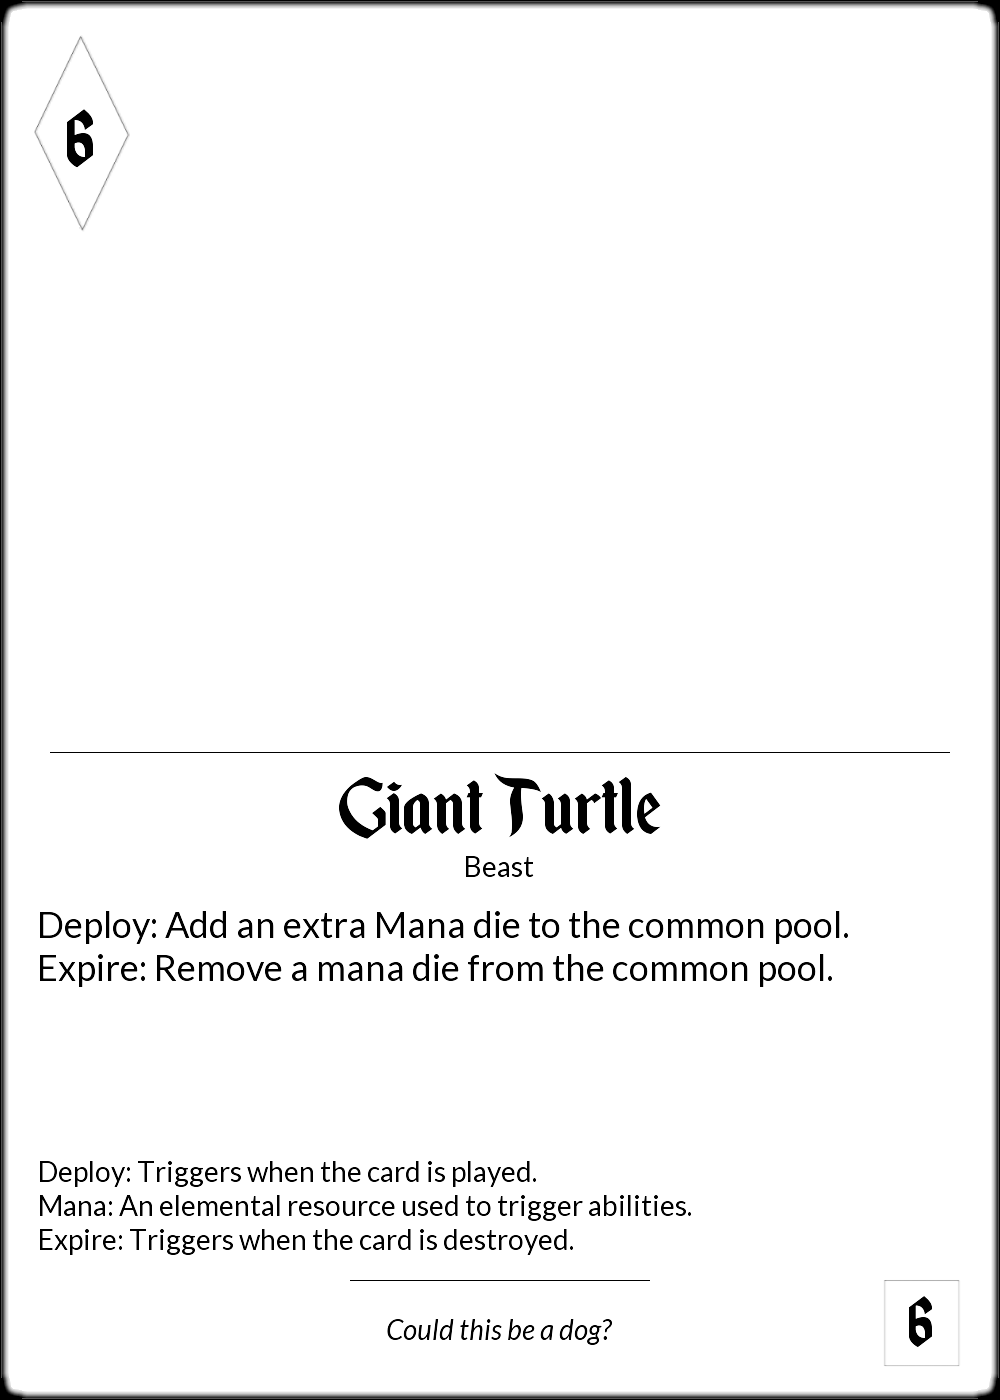 6
Giant Turtle
Beast
Deploy: Add an extra Mana die to the common pool.
Expire: Remove a mana die from the common pool.
Deploy: Triggers when the card is played.
Mana: An elemental resource used to trigger abilities.
Expire: Triggers when the card is destroyed.
Could this be a dog?
6